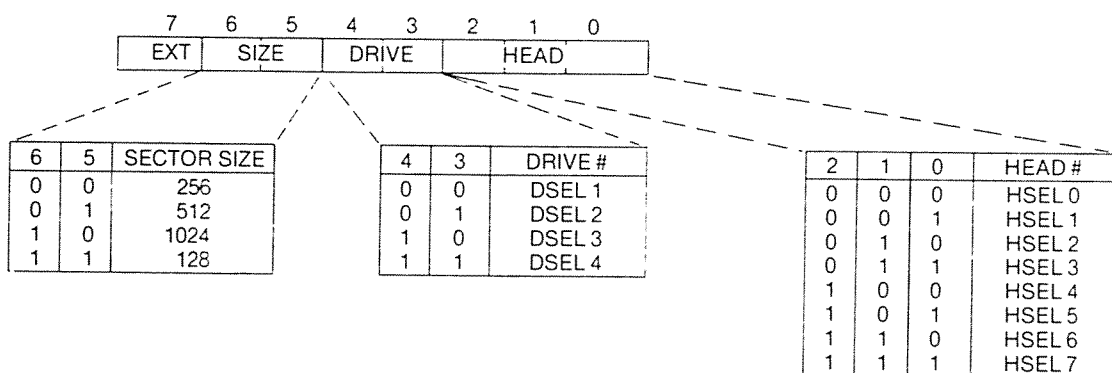 7 6 5 4 3 2 1 0
EXT SIZE DRIVE HEAD
6 5 SECTOR SIZE
0 0 256
0 1 512
1 0 1024
1 1 128
4 3 DRIVE #
0 0 DSEL 1
0 1 DSEL 2
1 0 DSEL 3
1 1 DSEL 4
2 1 0 HEAD #
0 0 0 HSEL 0
0 0 1 HSEL 1
0 1 0 HSEL 2
0 1 1 HSEL 3
1 0 0 HSEL 4
1 0 1 HSEL 5
1 1 0 HSEL 6
1 1 1 HSEL 7